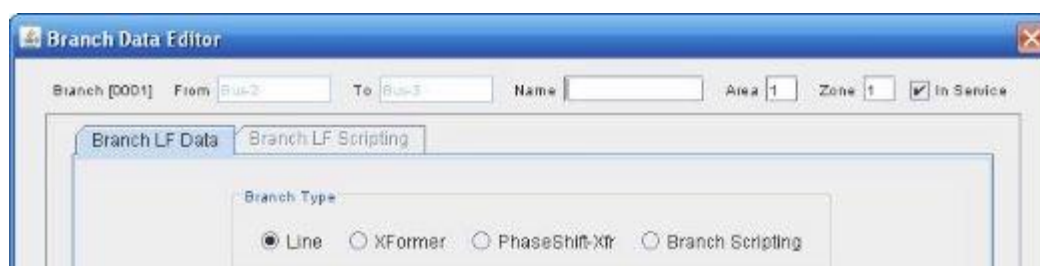 Branch Data Editor
Branch [0001] From Bus-2 To Bus-3 Name Area 1 Zone 1 In Service
Branch LF Data Branch LF Scripting
Branch Type
Line XFormer PhaseShift-Xfr Branch Scripting